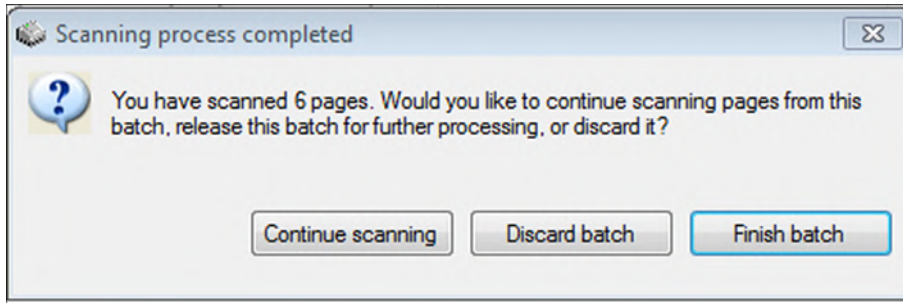 Scanning process completed
You have scanned 6 pages. Would you like to continue scanning pages from this
batch, release this batch for further processing, or discard it?
Continue scanning Discard batch Finish batch